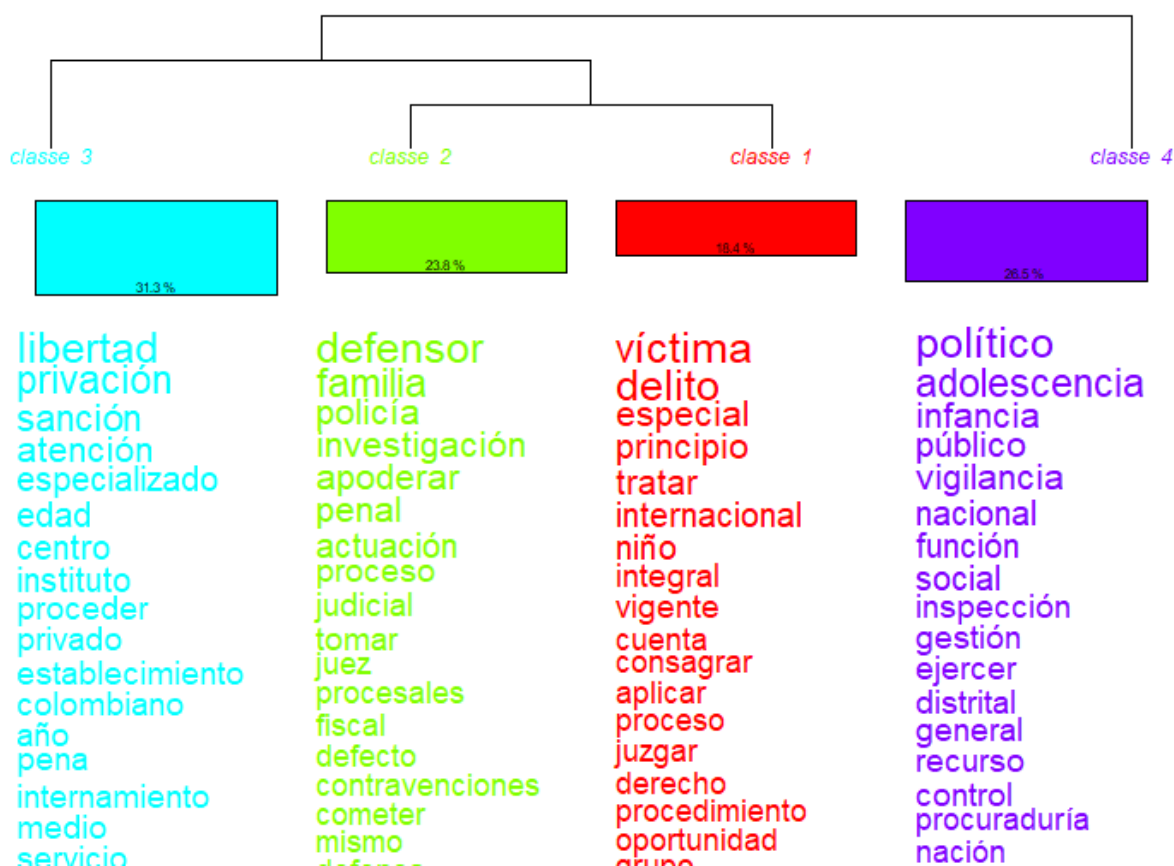 classe 3
classe 2
classe 1
classe 4
31.3 %
23.8 %
18.4 %
26.5 %
libertad
privación
sanción
atención
especializado
edad
centro
instituto
proceder
privado
establecimiento
colombiano
año
pena
internamiento
medio
servicio
defensor
familia
policía
investigación
apoderar
penal
actuación
proceso
judicial
tomar
juez
procesales
fiscal
defecto
contravenciones
cometer
mismo
defensa
víctima
delito
especial
principio
tratar
internacional
niño
integral
vigente
cuenta
consagrar
aplicar
proceso
juzgar
derecho
procedimiento
oportunidad
grupo
político
adolescencia
infancia
público
vigilancia
nacional
función
social
inspección
gestión
ejercer
distrital
general
recurso
control
procuraduría
nación